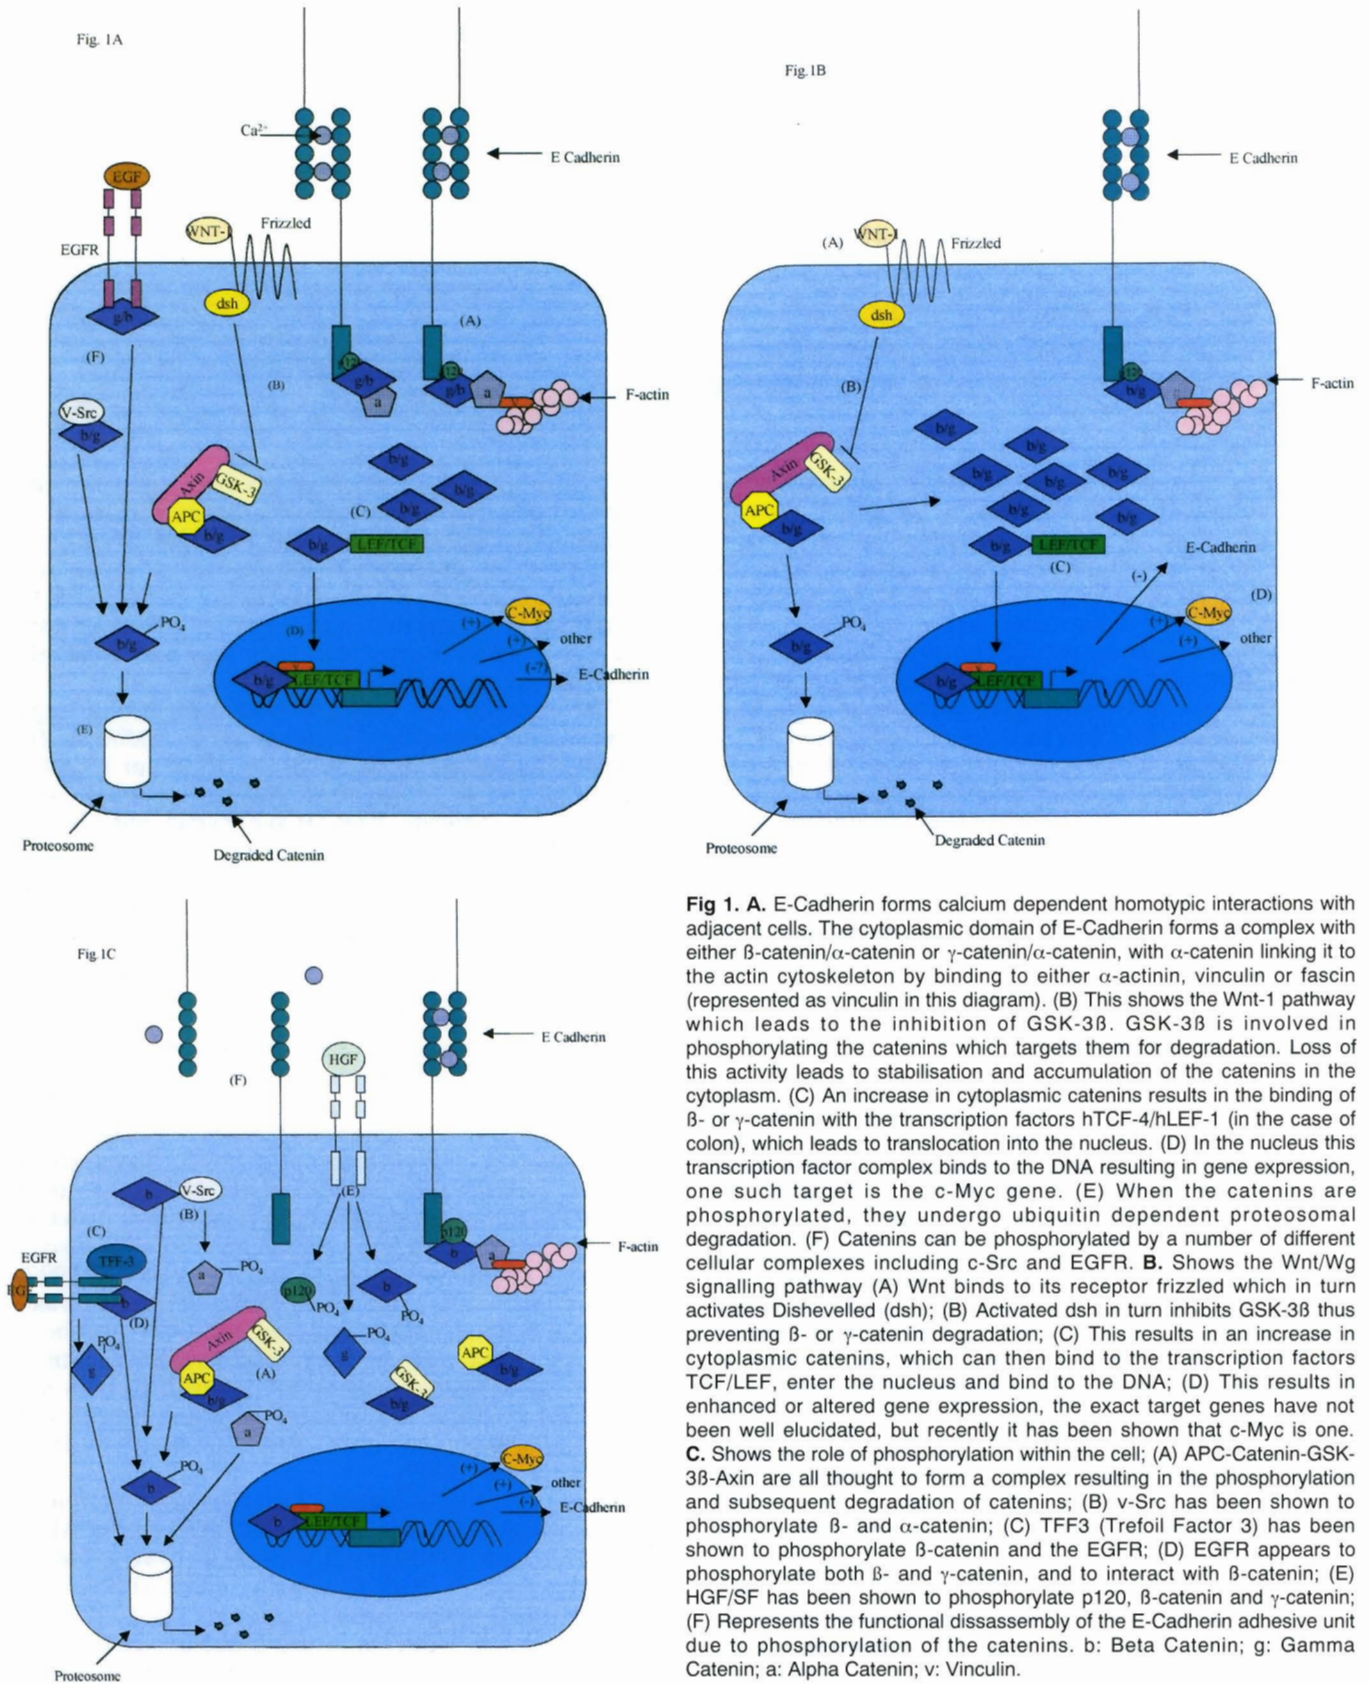 Fig. 1A
Ca²⁻
E Cadherin
EGF
WNT-1
Frizzled
EGFR
dsh
g/b
(F)
(A)
(B)
g/b
a
g/b
a
F-actin
V-Src
b/g
Axin
GSK-3
APC
b/g
b/g
b/g
b/g
(C)
b/g
LEF/TCF
PO₄
b/g
(D)
(+)
C-Myc
(+)
other
(-?)
E-Cadherin
b/g
LEF/TCF
(E)
Proteosome
Degraded Catenin
Fig.1B
E Cadherin
(A)
WNT-1
Frizzled
dsh
(B)
b/g
F-actin
Axin
GSK-3
APC
b/g
b/g
b/g
b/g
b/g
b/g
b/g
b/g
b/g
LEF/TCF
(C)
E-Cadherin
(-)
(D)
C-Myc
(+)
(+)
other
PO₄
b/g
b/g
LEF/TCF
Proteosome
Degraded Catenin
Fig.1C
E Cadherin
HGF
(F)
(E)
b
V-Src
(B)
(C)
EGFR
TFF-3
EGF
b
(D)
a
PO₄
p120
PO₄
b
PO₄
p120
b
a
F-actin
PO₄
g
Axin
GSK-3
APC
b/g
(A)
g
PO₄
GSK-3
b/g
APC
b/g
a
PO₄
b
PO₄
C-Myc
(+)
(+)
other
(-)
E-Cadherin
b
LEF/TCF
Proteosome
Fig 1. A. E-Cadherin forms calcium dependent homotypic interactions with
adjacent cells. The cytoplasmic domain of E-Cadherin forms a complex with
either ß-catenin/α-catenin or γ-catenin/α-catenin, with α-catenin linking it to
the actin cytoskeleton by binding to either α-actinin, vinculin or fascin
(represented as vinculin in this diagram). (B) This shows the Wnt-1 pathway
which leads to the inhibition of GSK-3ß. GSK-3ß is involved in
phosphorylating the catenins which targets them for degradation. Loss of
this activity leads to stabilisation and accumulation of the catenins in the
cytoplasm. (C) An increase in cytoplasmic catenins results in the binding of
ß- or γ-catenin with the transcription factors hTCF-4/hLEF-1 (in the case of
colon), which leads to translocation into the nucleus. (D) In the nucleus this
transcription factor complex binds to the DNA resulting in gene expression,
one such target is the c-Myc gene. (E) When the catenins are
phosphorylated, they undergo ubiquitin dependent proteosomal
degradation. (F) Catenins can be phosphorylated by a number of different
cellular complexes including c-Src and EGFR. B. Shows the Wnt/Wg
signalling pathway (A) Wnt binds to its receptor frizzled which in turn
activates Dishevelled (dsh); (B) Activated dsh in turn inhibits GSK-3ß thus
preventing ß- or γ-catenin degradation; (C) This results in an increase in
cytoplasmic catenins, which can then bind to the transcription factors
TCF/LEF, enter the nucleus and bind to the DNA; (D) This results in
enhanced or altered gene expression, the exact target genes have not
been well elucidated, but recently it has been shown that c-Myc is one.
C. Shows the role of phosphorylation within the cell; (A) APC-Catenin-GSK-
3ß-Axin are all thought to form a complex resulting in the phosphorylation
and subsequent degradation of catenins; (B) v-Src has been shown to
phosphorylate ß- and α-catenin; (C) TFF3 (Trefoil Factor 3) has been
shown to phosphorylate ß-catenin and the EGFR; (D) EGFR appears to
phosphorylate both ß- and γ-catenin, and to interact with ß-catenin; (E)
HGF/SF has been shown to phosphorylate p120, ß-catenin and γ-catenin;
(F) Represents the functional dissassembly of the E-Cadherin adhesive unit
due to phosphorylation of the catenins. b: Beta Catenin; g: Gamma
Catenin; a: Alpha Catenin; v: Vinculin.